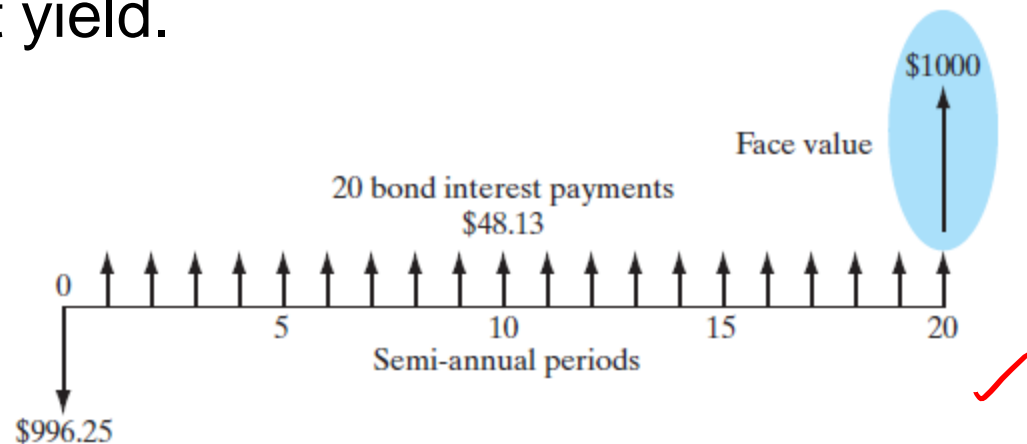 yield.
$1000
Face value
20 bond interest payments
$48.13
0
5 10 15 20
Semi-annual periods
$996.25